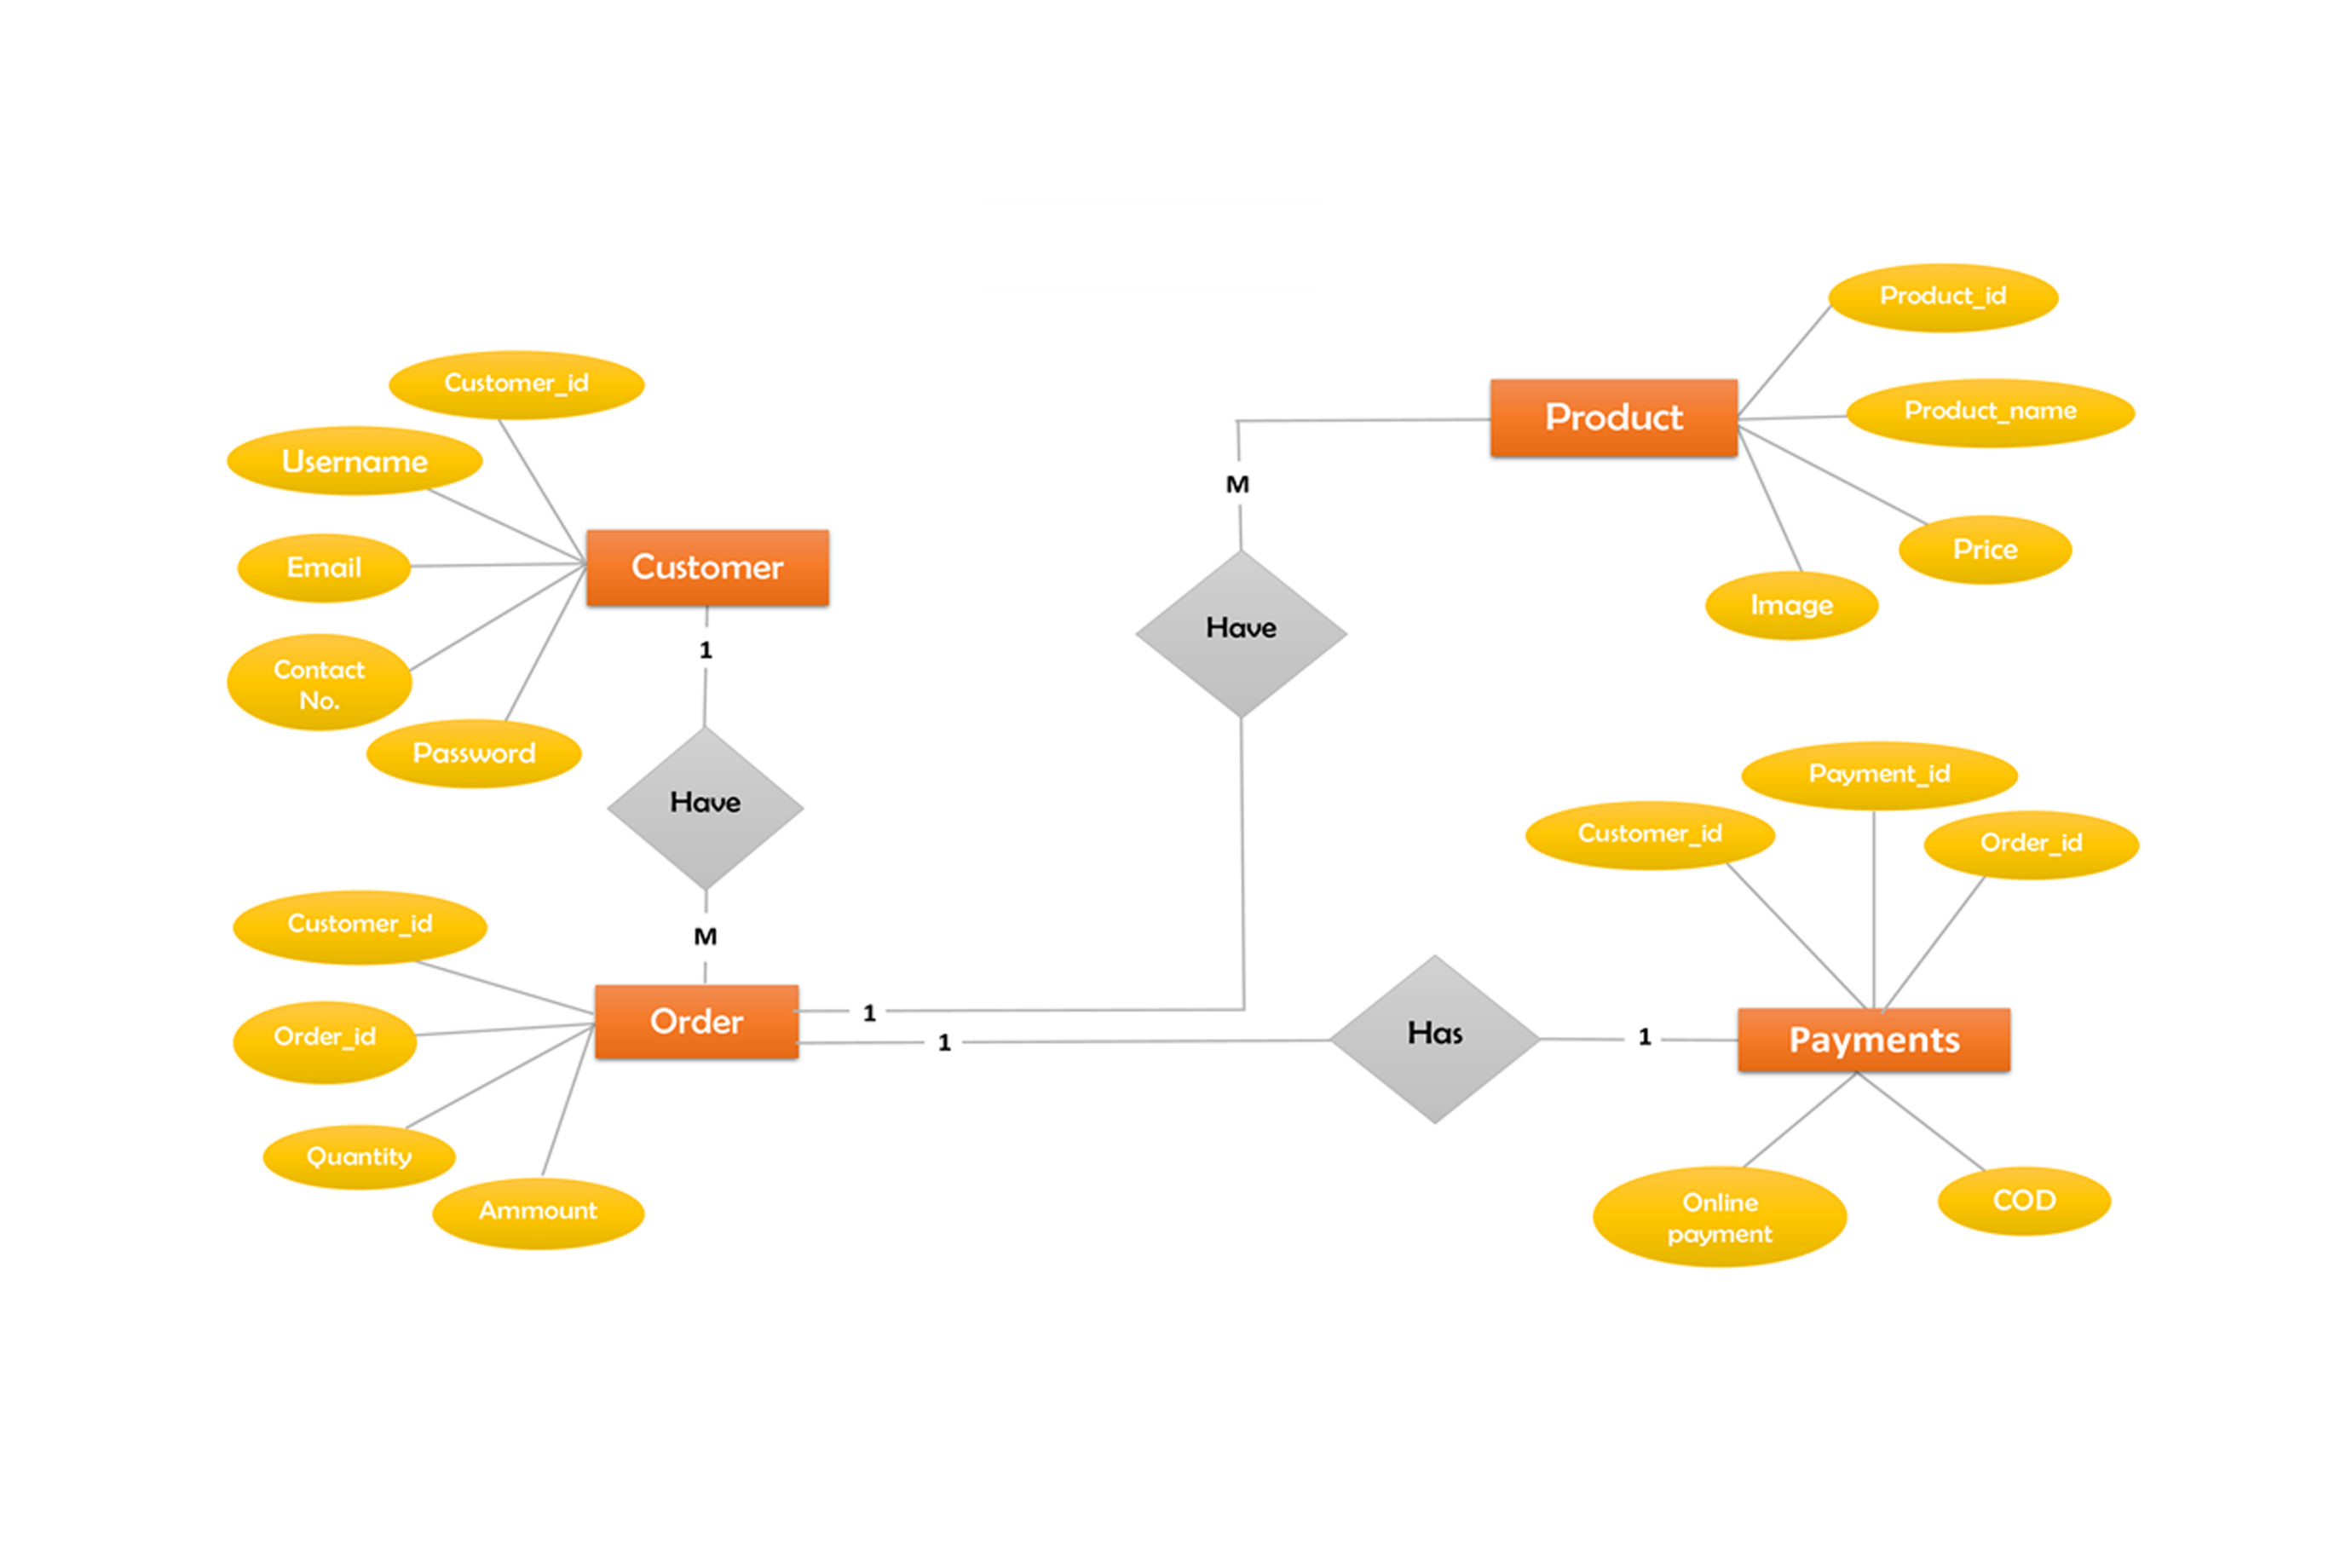 Customer_id
Username
Email
Contact
No.
Password
Customer
1
Have
M
Customer_id
Order_id
Quantity
Ammount
Order
1
1
Have
M
Product
Product_id
Product_name
Price
Image
Has
1
Payments
Customer_id
Payment_id
Order_id
Online
payment
COD